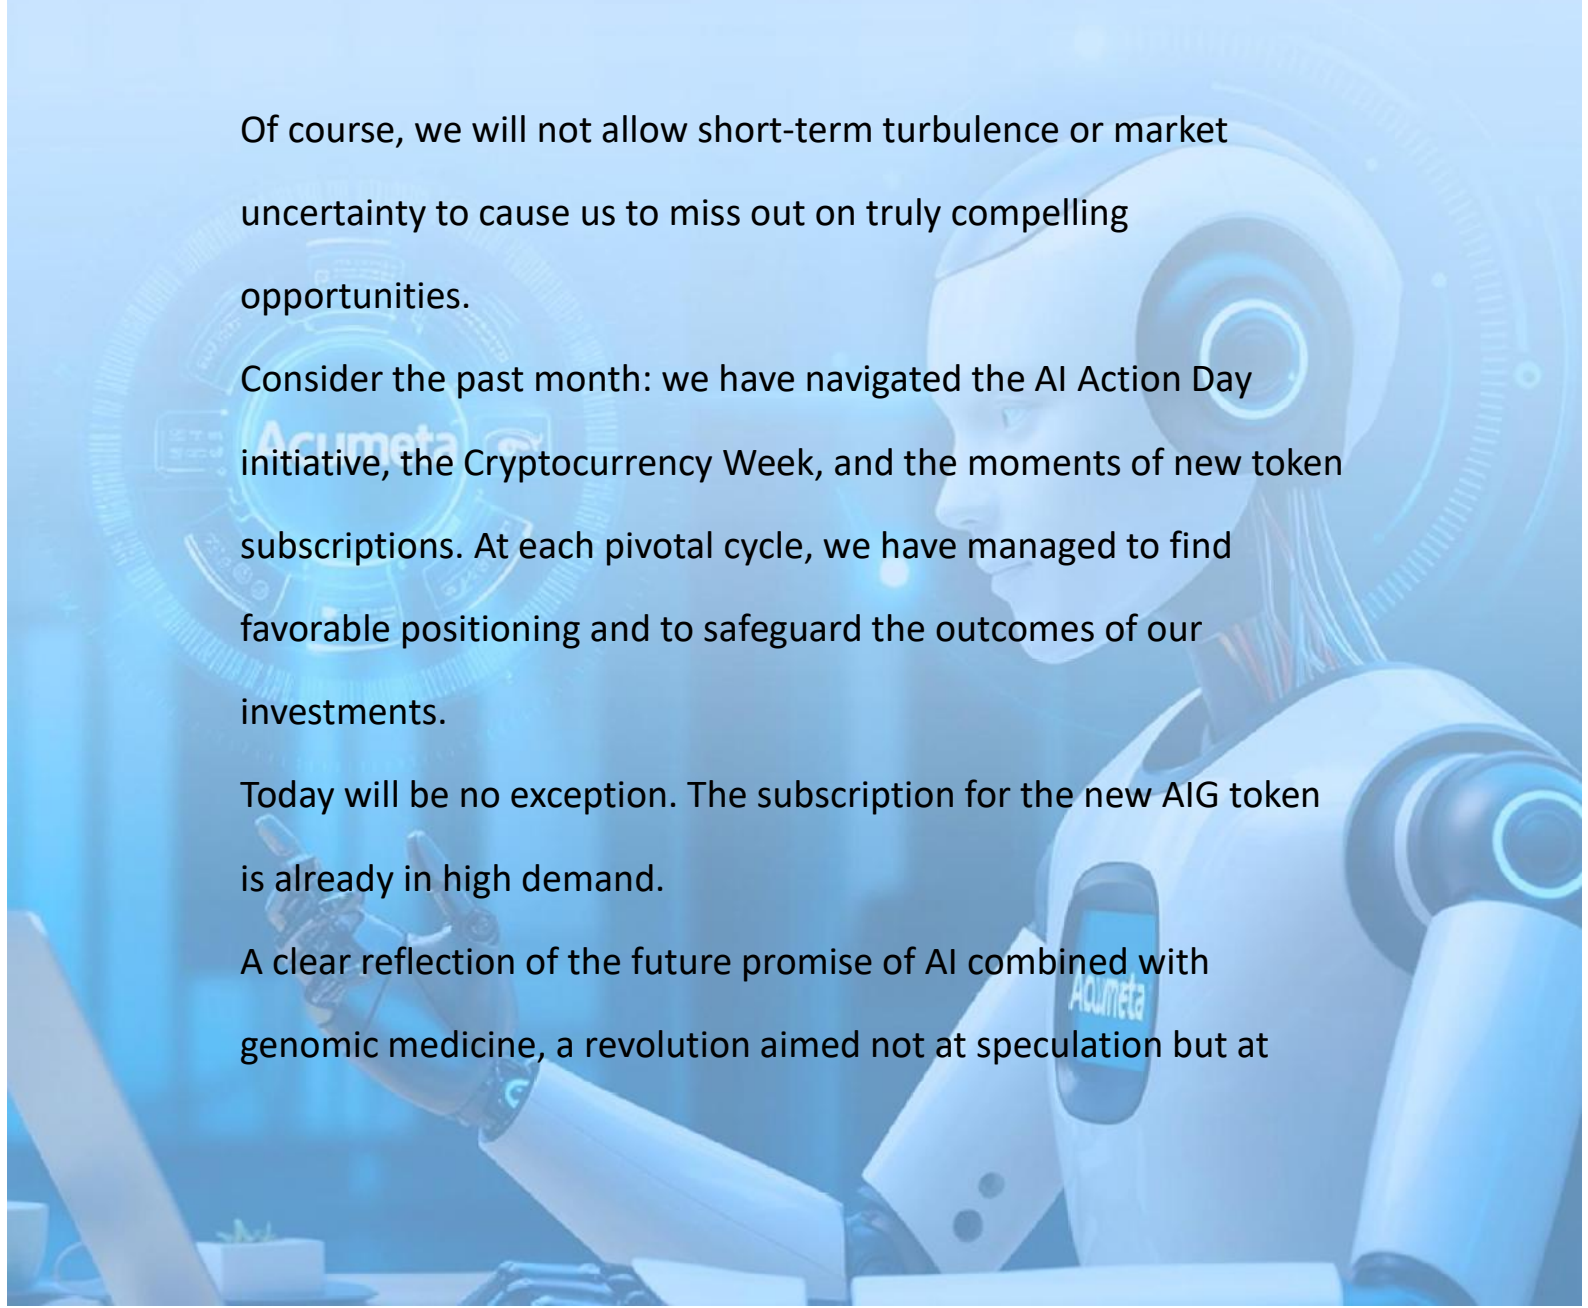 Of course, we will not allow short-term turbulence or market
uncertainty to cause us to miss out on truly compelling
opportunities.
Consider the past month: we have navigated the AI Action Day
Acumeta
initiative, the Cryptocurrency Week, and the moments of new token
subscriptions. At each pivotal cycle, we have managed to find
favorable positioning and to safeguard the outcomes of our
investments.
Today will be no exception. The subscription for the new AIG token
is already in high demand.
A clear reflection of the future promise of AI combined with
Acumeta
genomic medicine, a revolution aimed not at speculation but at